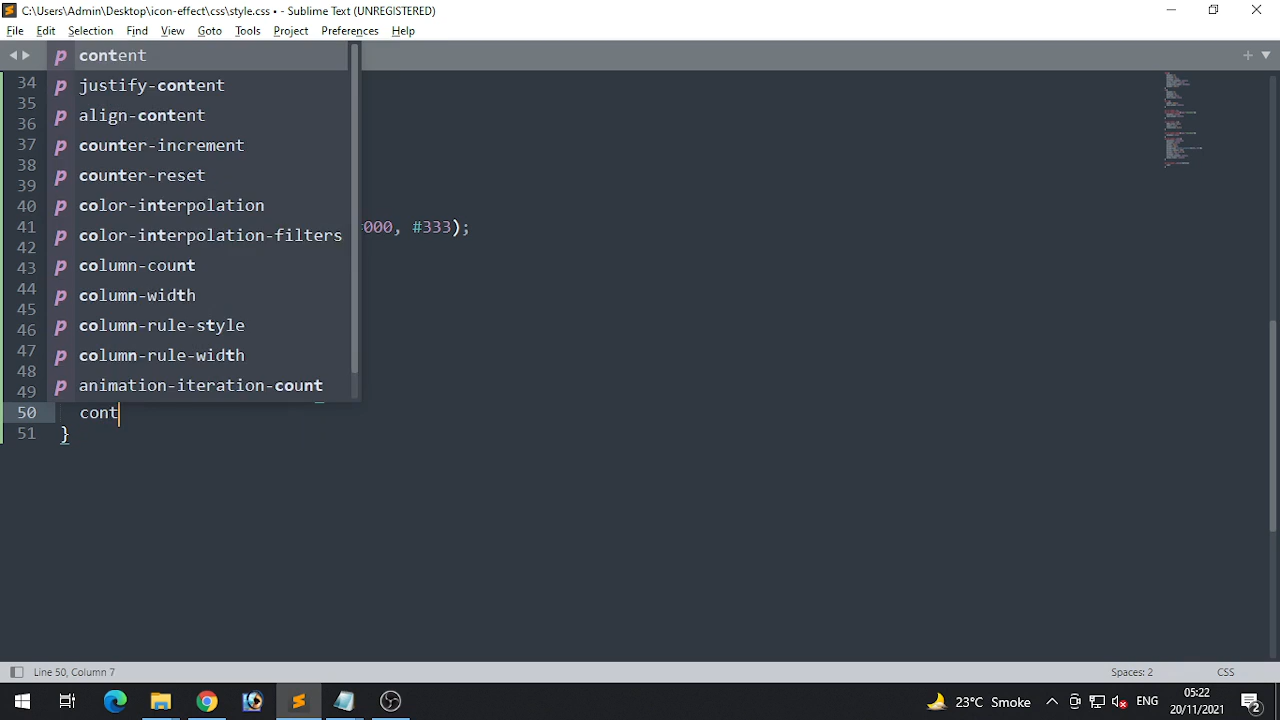 C:\Users\Admin\Desktop\icon-effect\css\style.css • - Sublime Text (UNREGISTERED)
File Edit Selection View Goto Tools Project Preferences Help
p content
p justify-content
p align-content
p counter-increment
p counter-reset
p color-interpolation
p color-interpolation-filters
p column-count
p column-width
p column-rule-style
p column-rule-width
p animation-iteration-count
34
35
36
37
38
39
40
41 000, #333);
42
43
44
45
46
47
48
49
50 cont
51 }
Line 50, Column 7 Spaces: 2 CSS
23°C Smoke ENG 05:22
20/11/2021 2